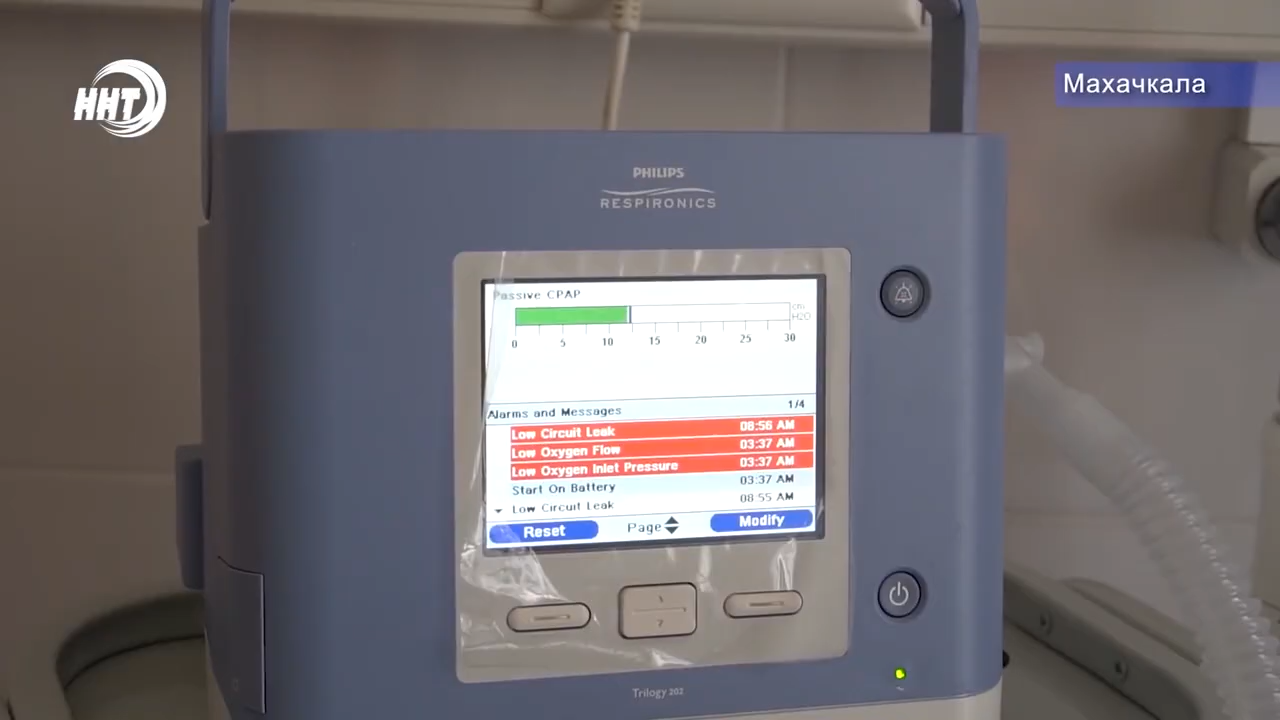 ННТ
Махачкала
PHILIPS
RESPIRONICS
Passive CPAP
cm
H2O
0 5 10 15 20 25 30
Alarms and Messages 1/4
Low Circuit Leak 08:56 AM
Low Oxygen Flow 03:37 AM
Low Oxygen Inlet Pressure 03:37 AM
Start On Battery 03:37 AM
Low Circuit Leak 08:55 AM
Reset Page Modify
Trilogy 202